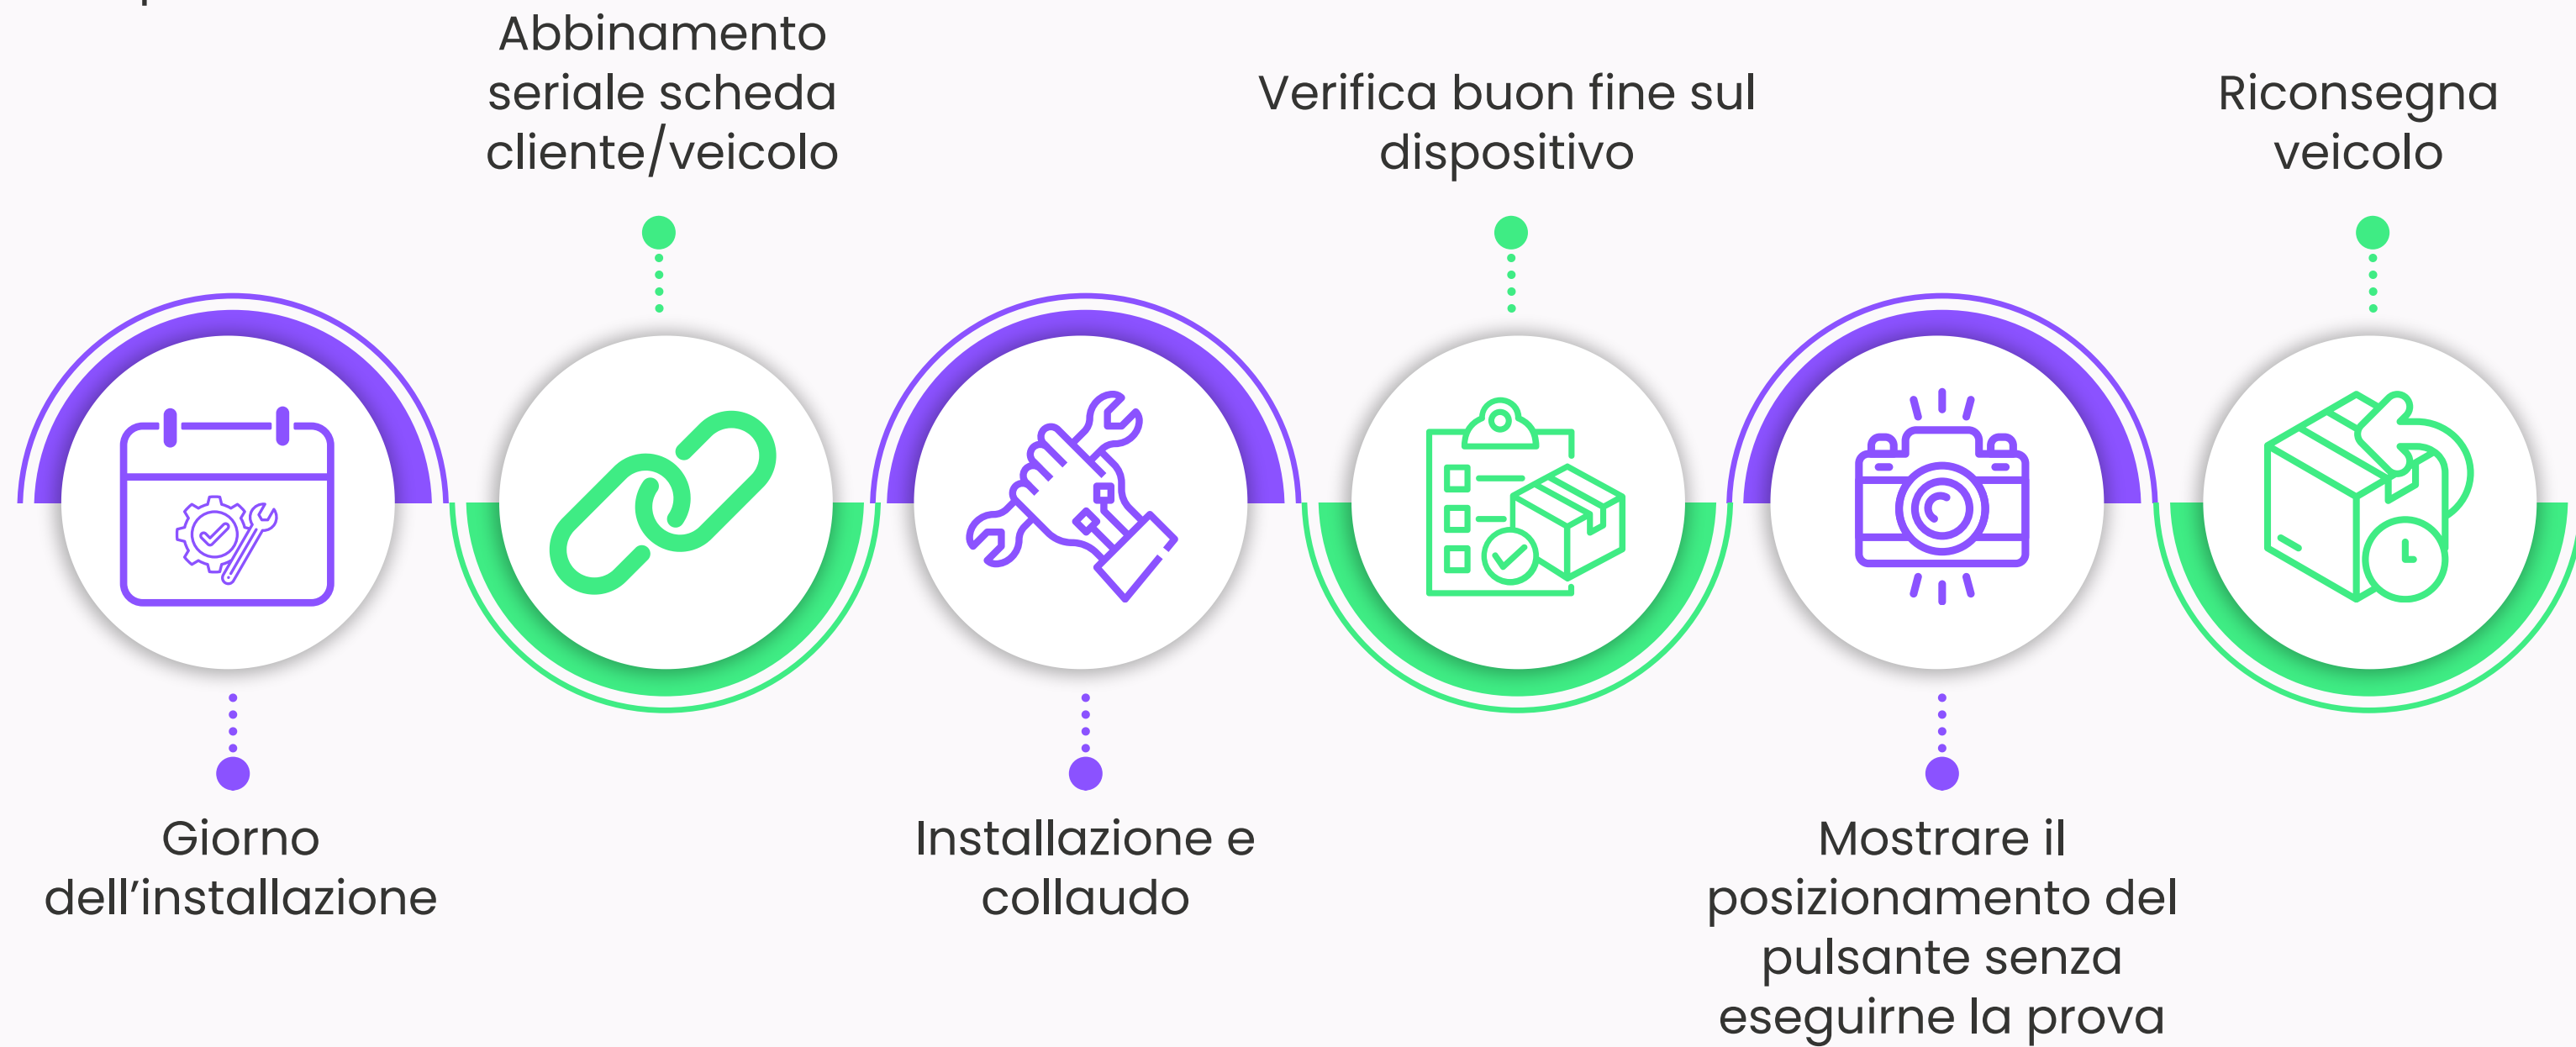 Abbinamento
seriale scheda
cliente/veicolo
Verifica buon fine sul
dispositivo
Riconsegna
veicolo
Giorno
dell’installazione
Installazione e
collaudo
Mostrare il
posizionamento del
pulsante senza
eseguirne la prova